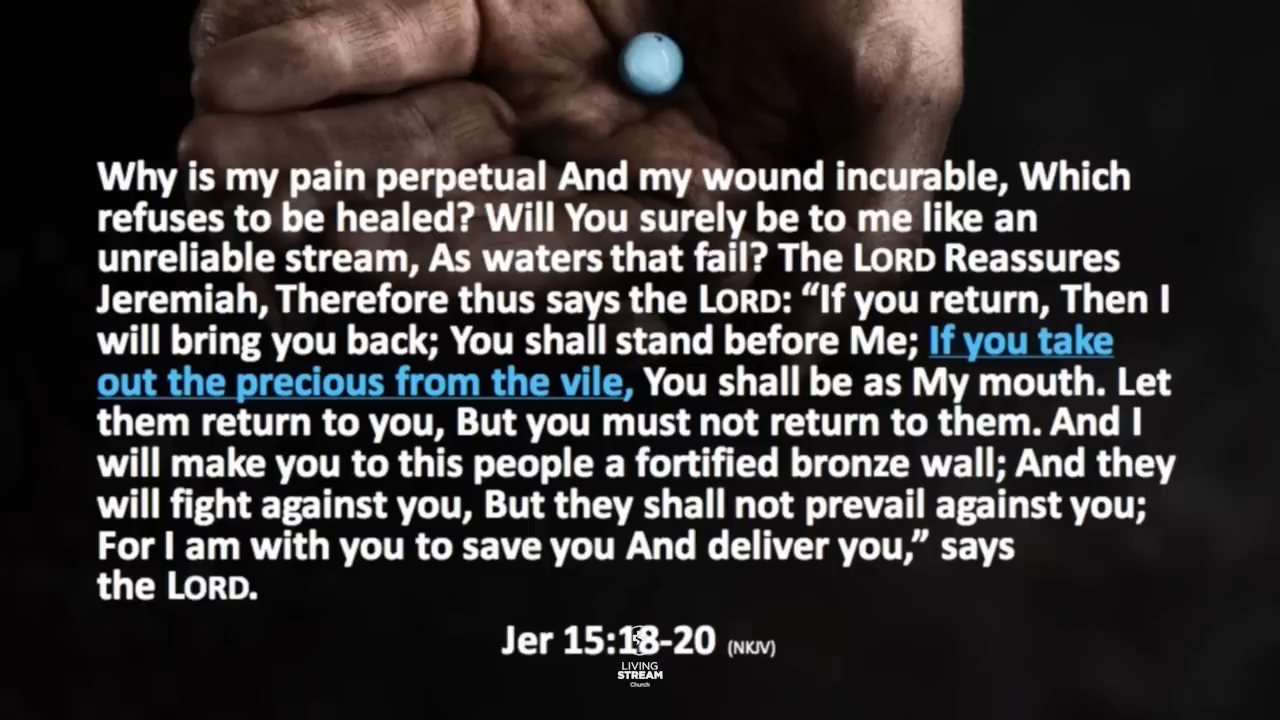 Why is my pain perpetual And my wound incurable, Which
refuses to be healed? Will You surely be to me like an
unreliable stream, As waters that fail? The LORD Reassures
Jeremiah, Therefore thus says the LORD: “If you return, Then I
will bring you back; You shall stand before Me; If you take
out the precious from the vile, You shall be as My mouth. Let
them return to you, But you must not return to them. And I
will make you to this people a fortified bronze wall; And they
will fight against you, But they shall not prevail against you;
For I am with you to save you And deliver you,” says
the LORD.
Jer 15:18-20 (NKJV)
LIVING
STREAM
Church